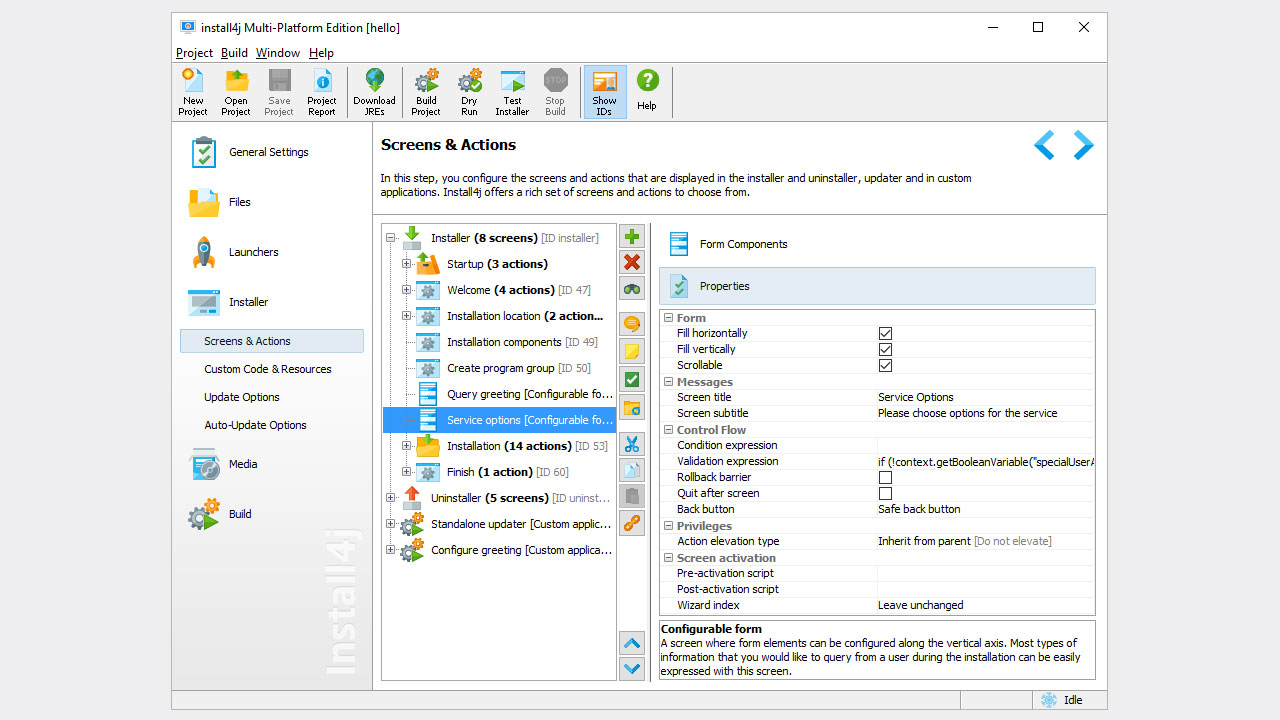 install4j Multi-Platform Edition [hello]
Project Build Window Help
New Project
Open Project
Save Project
Project Report
Download JREs
Build Project
Dry Run
Test Installer
STOP
Stop Build
Show IDs
Help
General Settings
Files
Launchers
Installer
Screens & Actions
Custom Code & Resources
Update Options
Auto-Update Options
Media
Build
install4j
Screens & Actions
In this step, you configure the screens and actions that are displayed in the installer and uninstaller, updater and in custom
applications. Install4j offers a rich set of screens and actions to choose from.
Installer (8 screens) [ID installer]
Startup (3 actions)
Welcome (4 actions) [ID 47]
Installation location (2 action...
Installation components [ID 49]
Create program group [ID 50]
Query greeting [Configurable fo...
Service options [Configurable fo...
Installation (14 actions) [ID 53]
Finish (1 action) [ID 60]
Uninstaller (5 screens) [ID uninst...
Standalone updater [Custom applic...
Configure greeting [Custom applica...
Form Components
Properties
Form
Fill horizontally
Fill vertically
Scrollable
Messages
Screen title Service Options
Screen subtitle Please choose options for the service
Control Flow
Condition expression
Validation expression if (!context.getBooleanVariable("specialUserA
Rollback barrier
Quit after screen
Back button Safe back button
Privileges
Action elevation type Inherit from parent [Do not elevate]
Screen activation
Pre-activation script
Post-activation script
Wizard index Leave unchanged
Configurable form
A screen where form elements can be configured along the vertical axis. Most types of
information that you would like to query from a user during the installation can be easily
expressed with this screen.
Idle